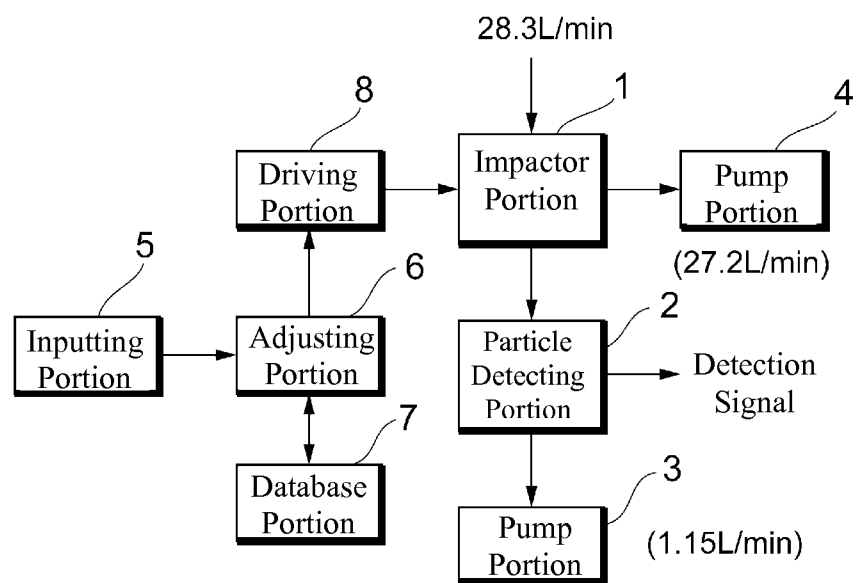 28.3L/min
8
1
4
Driving
Portion
Impactor
Portion
Pump
Portion
(27.2L/min)
5
6
2
Inputting
Portion
Adjusting
Portion
Particle
Detecting
Portion
Detection
Signal
7
3
Database
Portion
Pump
Portion
(1.15L/min)